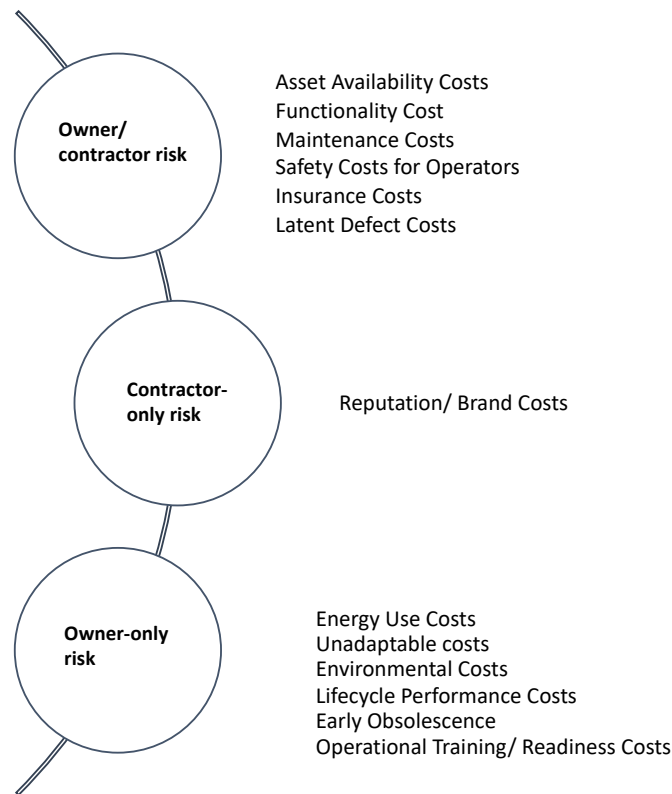 Owner/
contractor risk
Asset Availability Costs
Functionality Cost
Maintenance Costs
Safety Costs for Operators
Insurance Costs
Latent Defect Costs
Contractor-
only risk
Reputation/ Brand Costs
Owner-only
risk
Energy Use Costs
Unadaptable costs
Environmental Costs
Lifecycle Performance Costs
Early Obsolescence
Operational Training/ Readiness Costs